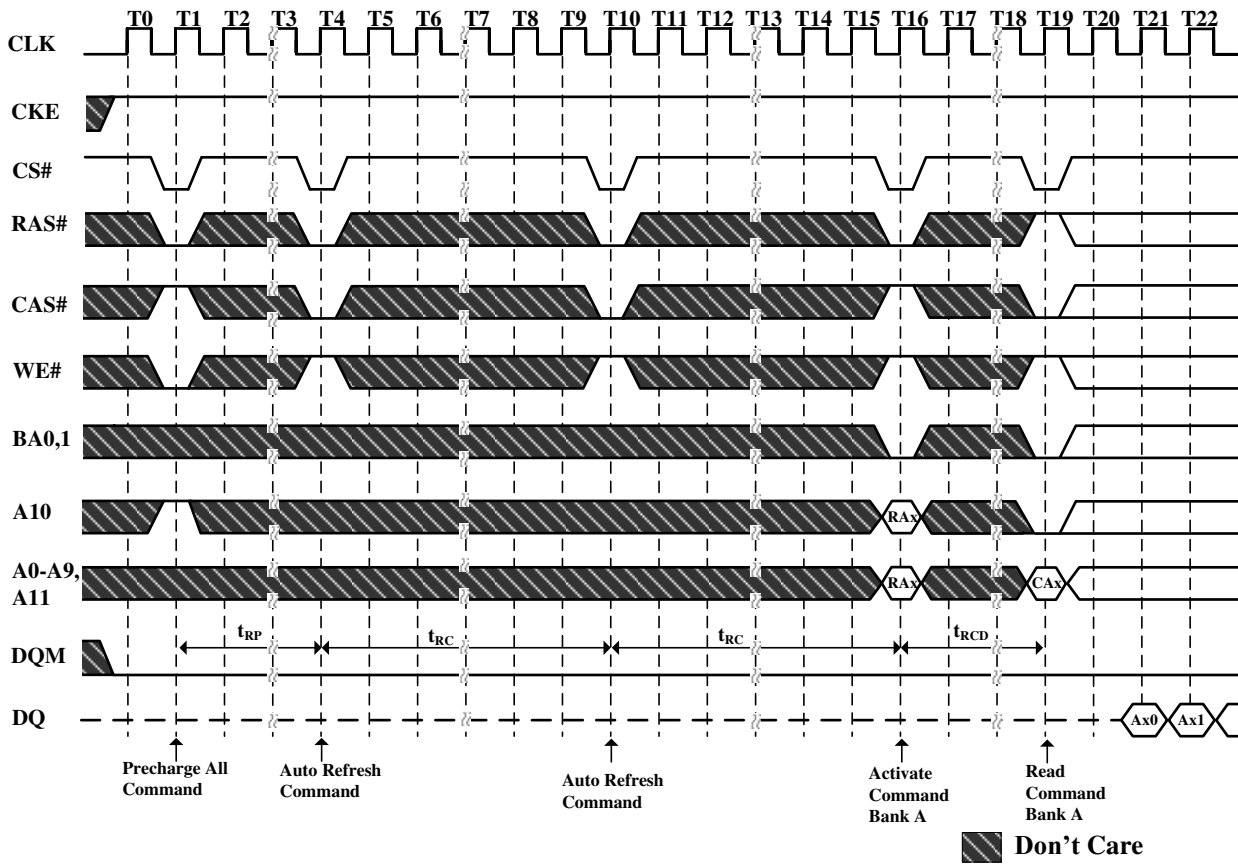 T0 T1 T2 T3 T4 T5 T6 T7 T8 T9 T10 T11 T12 T13 T14 T15 T16 T17 T18 T19 T20 T21 T22
CLK
CKE
CS#
RAS#
CAS#
WE#
BA0,1
A10 RAx
A0-A9,
A11 RAx CAx
tRP tRC tRC tRCD
DQM
DQ Ax0 Ax1
Precharge All
Command
Auto Refresh
Command
Auto Refresh
Command
Activate
Command
Bank A
Read
Command
Bank A
Don't Care